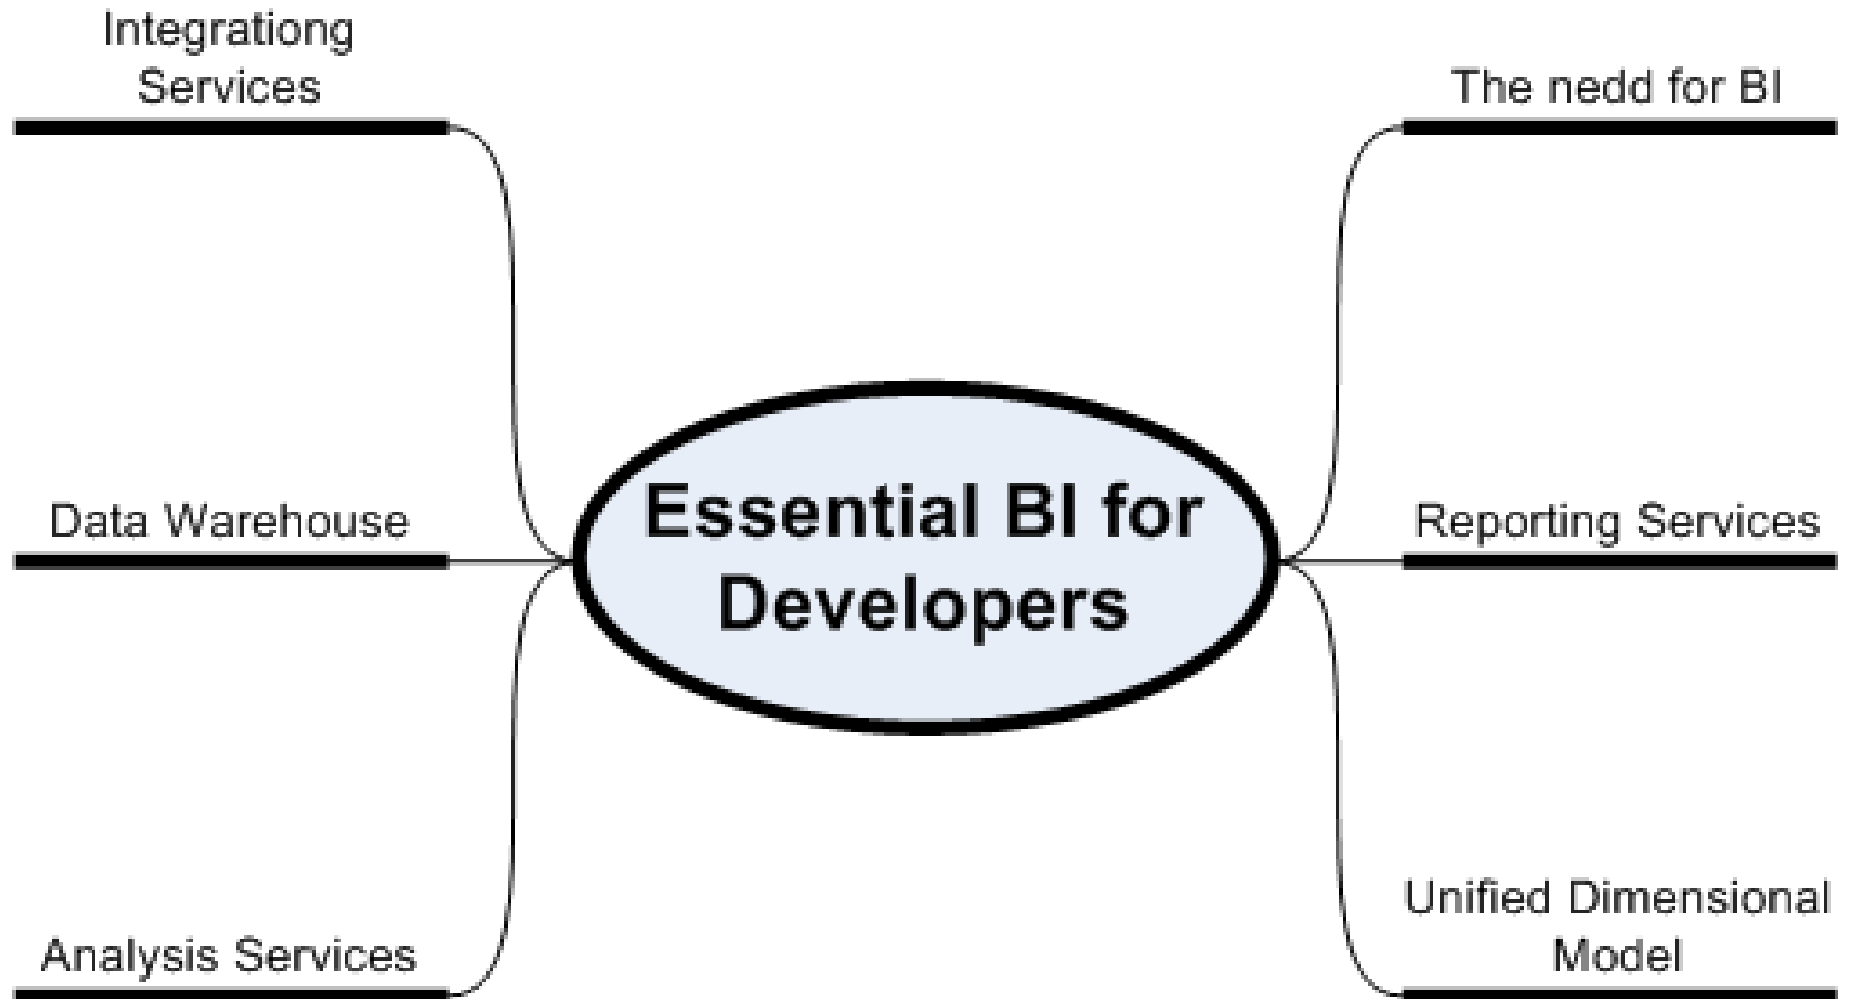 Integrationg
Services
The nedd for BI
Data Warehouse
Essential BI for
Developers
Reporting Services
Analysis Services
Unified Dimensional
Model